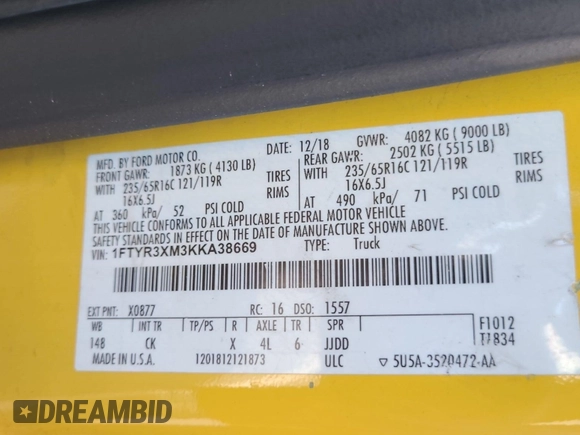 MFD. BY FORD MOTOR CO. DATE: 12/18 GVWR: 4082 KG ( 9000 LB)
FRONT GAWR: 1873 KG ( 4130 LB) REAR GAWR: 2502 KG ( 5515 LB)
WITH 235/65R16C 121/119R TIRES WITH 235/65R16C 121/119R TIRES
16X6.5J RIMS 16X6.5J RIMS
AT 360 kPa/ 52 PSI COLD AT 490 kPa/ 71 PSI COLD
THIS VEHICLE CONFORMS TO ALL APPLICABLE FEDERAL MOTOR VEHICLE
SAFETY STANDARDS IN EFFECT ON THE DATE OF MANUFACTURE SHOWN ABOVE.
VIN: 1FTYR3XM3KKA38669 TYPE: Truck
EXT PNT: X0877 RC: 16 DSO: 1557
WB INT TR TP/PS R AXLE TR SPR F1012
148 CK X 4L 6 JJDD T1834
MADE IN U.S.A. 1201812121873 ULC ▽ 5U5A-3520472-AA
DREAMBID